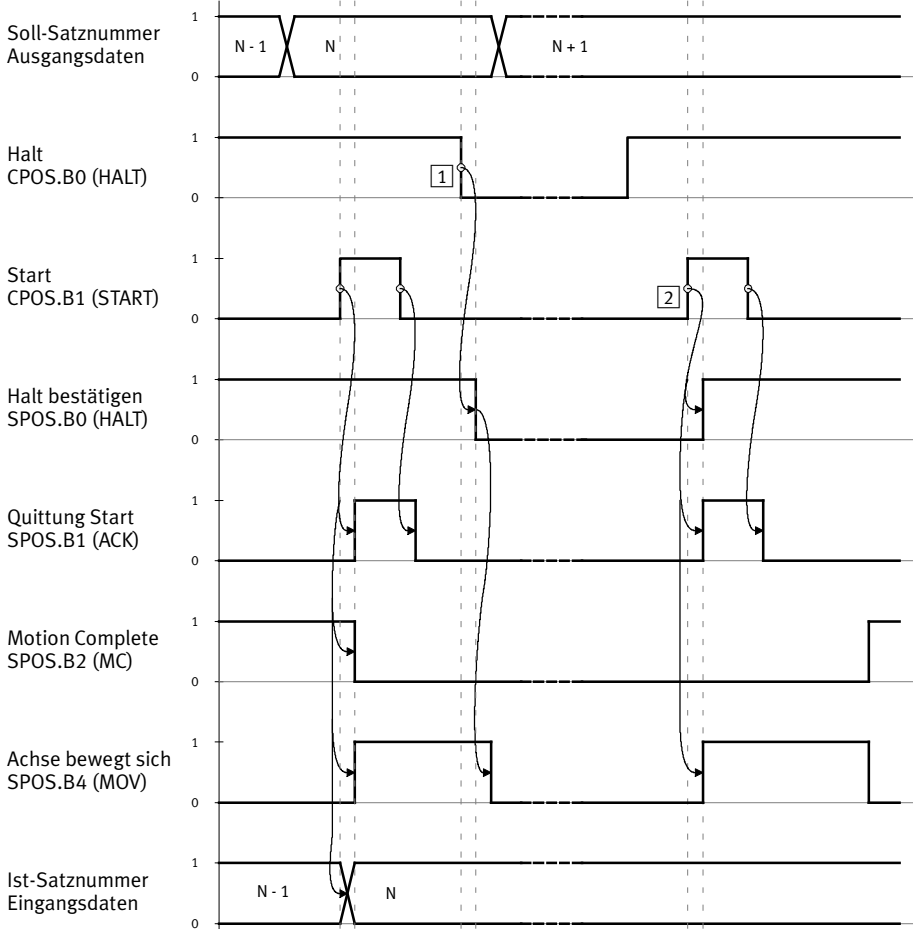 Soll-Satznummer
Ausgangsdaten
1
N - 1
N
N + 1
0
Halt
CPOS.B0 (HALT)
1
1
0
Start
CPOS.B1 (START)
1
2
0
Halt bestätigen
SPOS.B0 (HALT)
1
0
Quittung Start
SPOS.B1 (ACK)
1
0
Motion Complete
SPOS.B2 (MC)
1
0
Achse bewegt sich
SPOS.B4 (MOV)
1
0
Ist-Satznummer
Eingangsdaten
1
N - 1
N
0